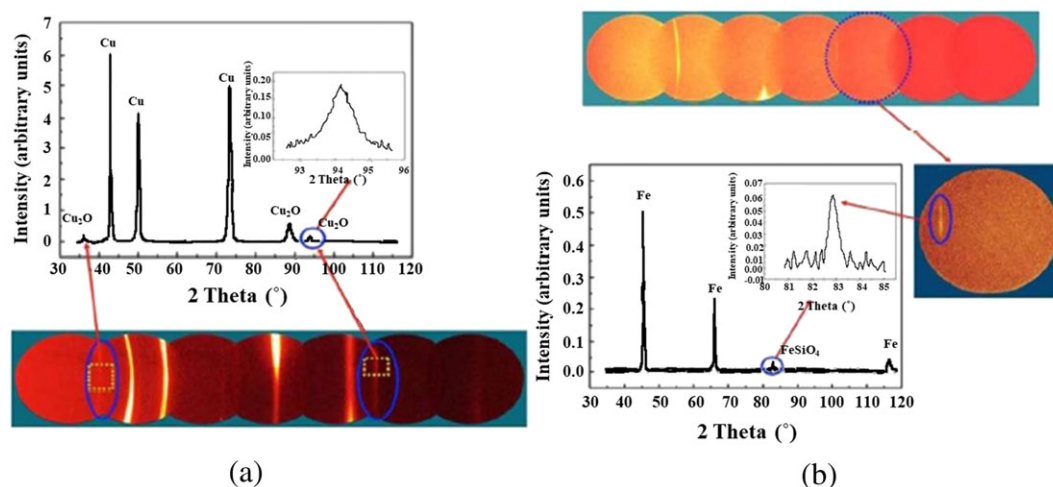 7
6
5
4
3
2
1
0
Intensity (arbitrary units)
Cu
Cu
Cu
Cu₂O
Cu₂O
Cu₂O
30 40 50 60 70 80 90 100 110 120
2 Theta (°)
0.20
0.15
0.10
0.05
0.00
Intensity (arbitrary units)
93 94 95 96
2 Theta (°)
(a)
0.6
0.5
0.4
0.3
0.2
0.1
0.0
Intensity (arbitrary units)
Fe
Fe
FeSiO₄
Fe
30 40 50 60 70 80 90 100 110 120
2 Theta (°)
0.06
0.05
0.04
0.03
0.02
0.01
0.00
-0.01
Intensity (arbitrary units)
80 81 82 83 84 85
2 Theta (°)
(b)